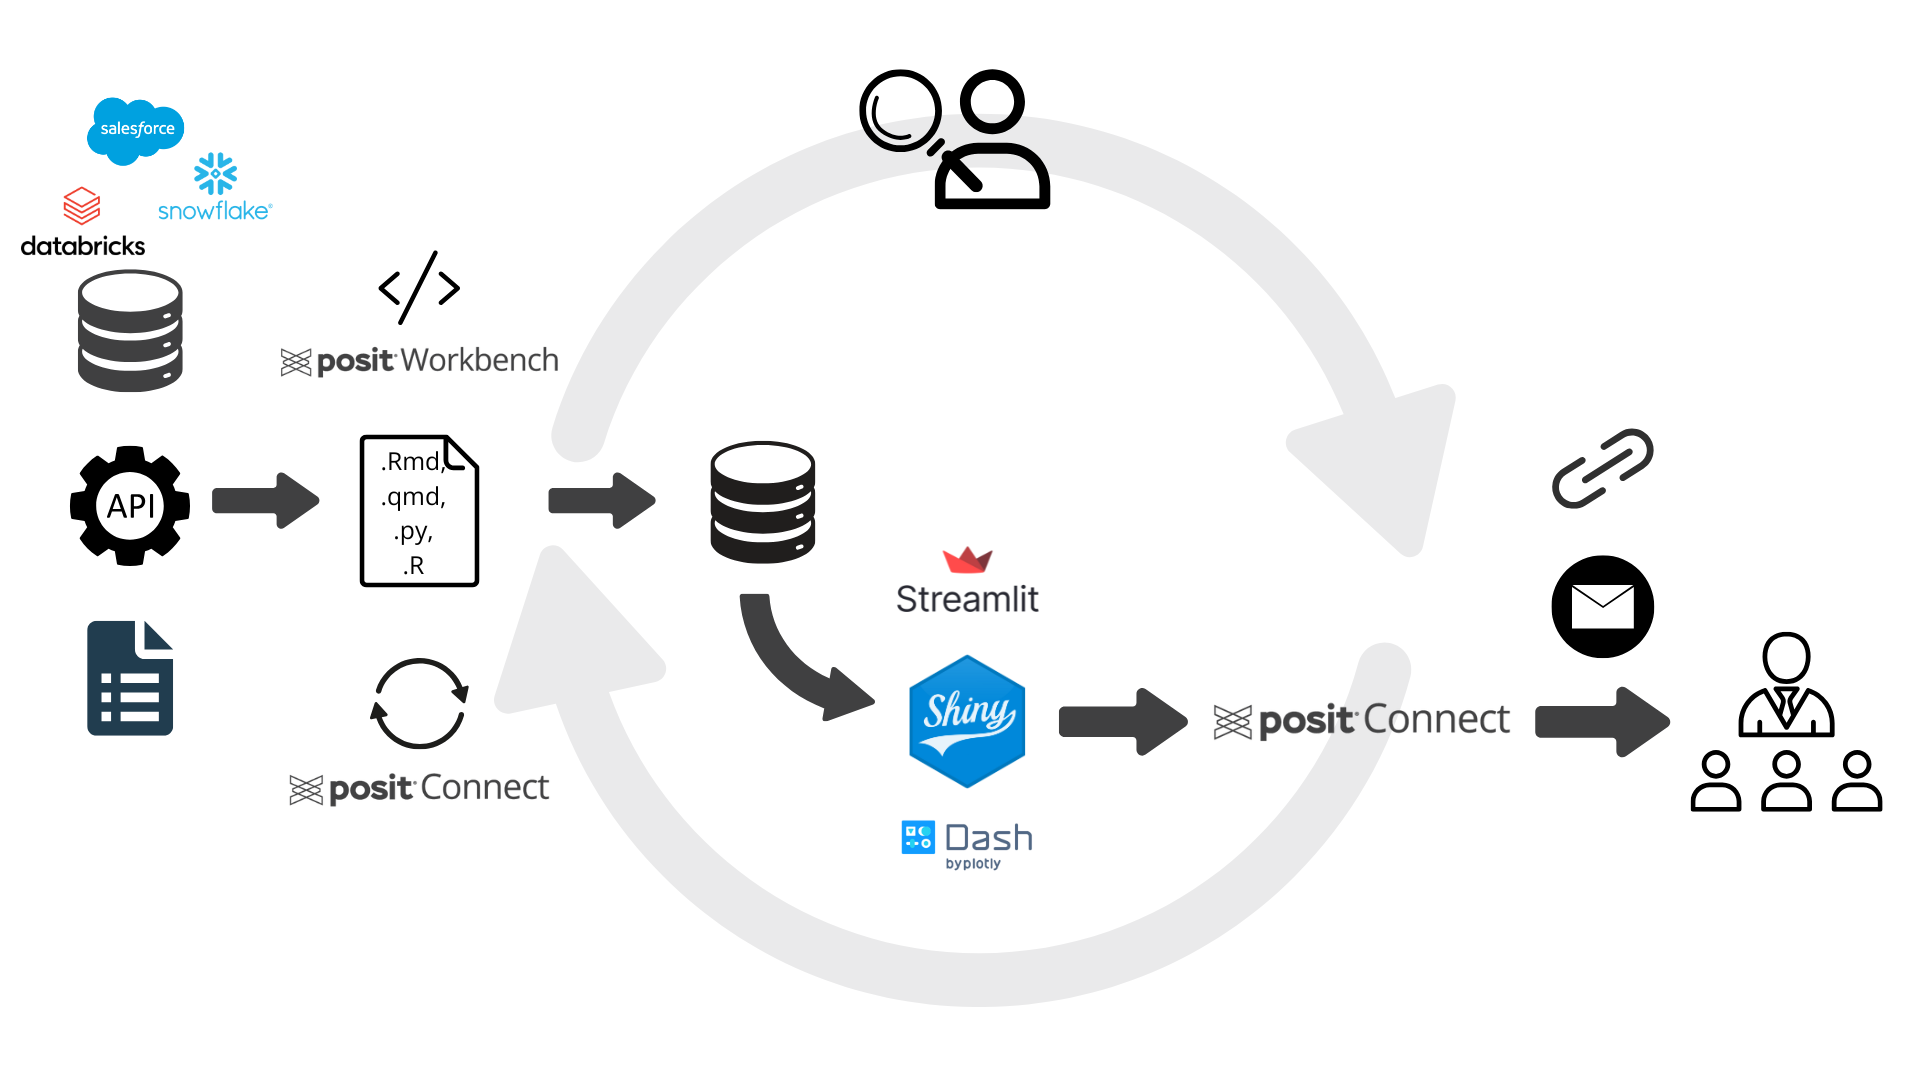 salesforce
snowflake®
databricks
posit Workbench
API
.Rmd,
.qmd,
.py,
.R
posit Connect
Streamlit
Shiny
Dash
by plotly
posit Connect